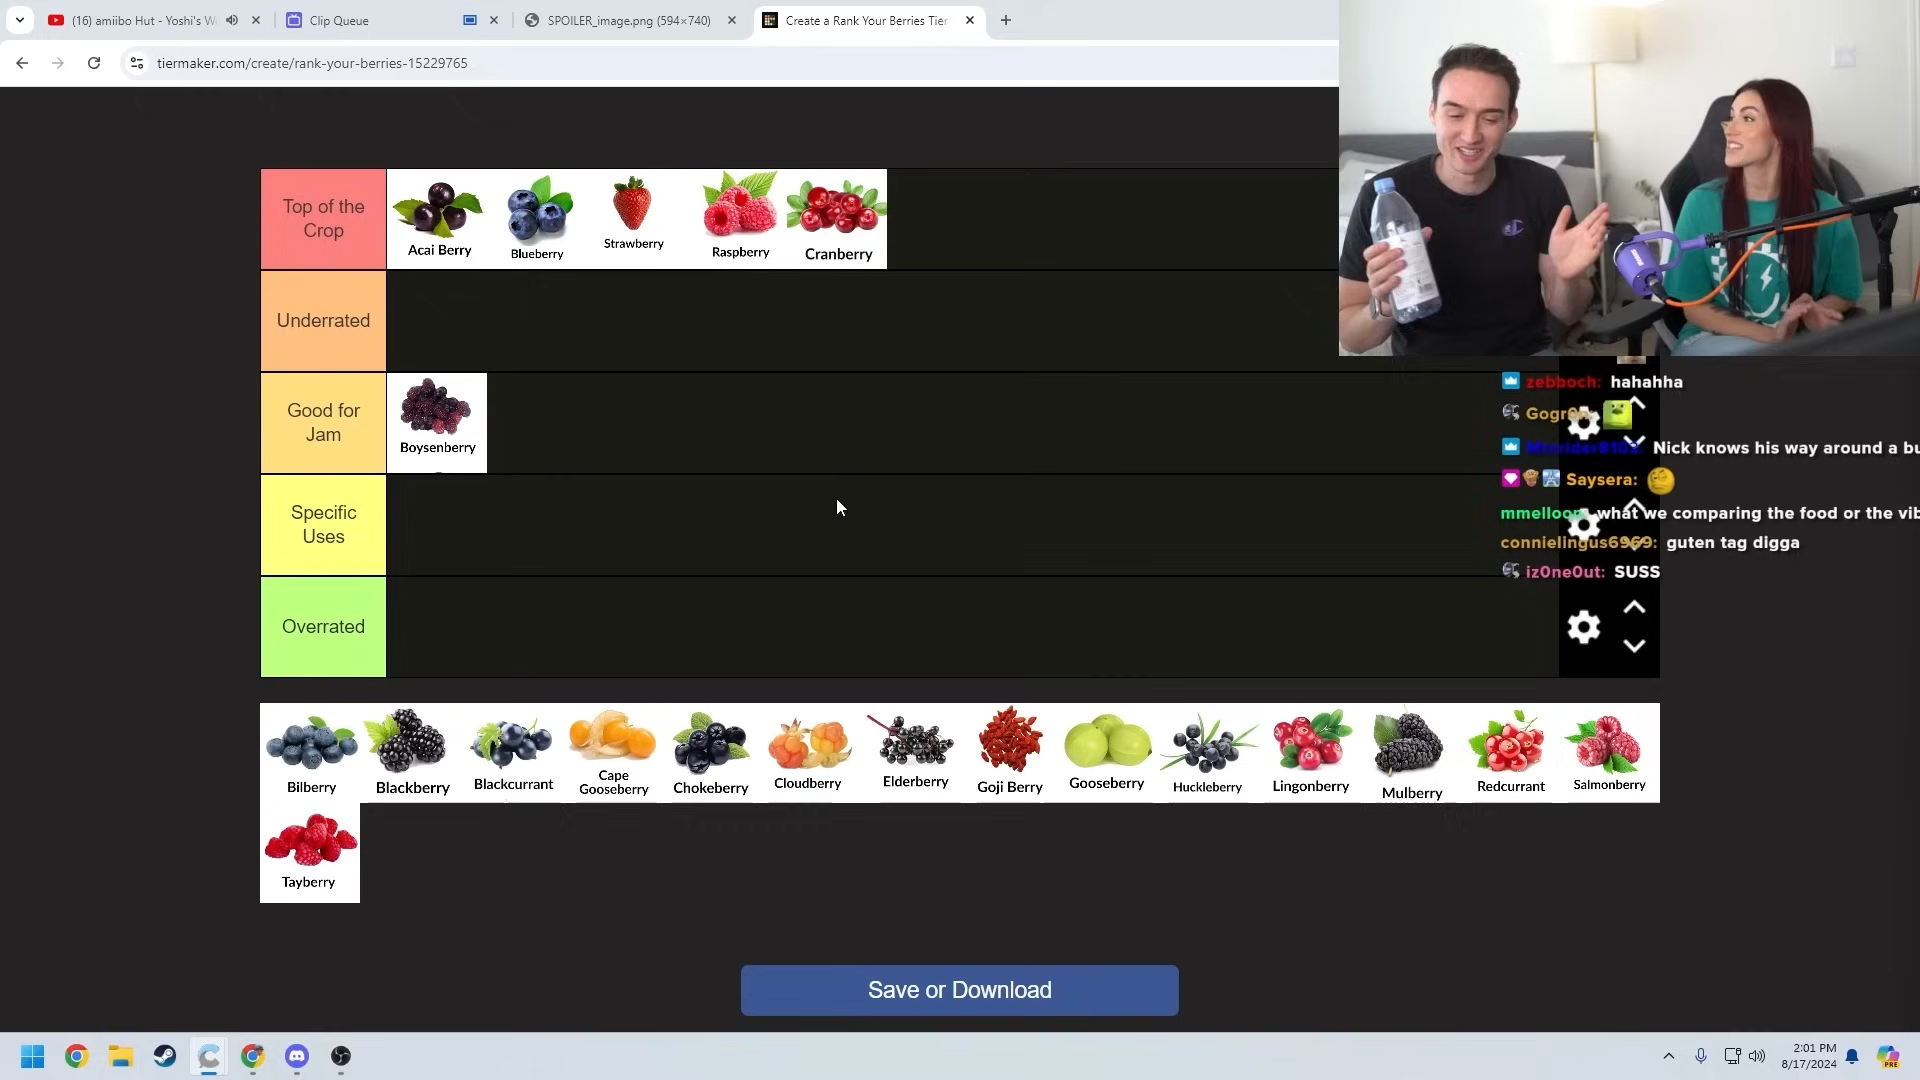 (16) amiibo Hut - Yoshi's W
Clip Queue
SPOILER_image.png (594×740)
Create a Rank Your Berries Tier
tiermaker.com/create/rank-your-berries-15229765
Top of the
Crop
Acai Berry
Blueberry
Strawberry
Raspberry
Cranberry
Underrated
Good for
Jam
Boysenberry
Specific
Uses
Overrated
zebboch: hahahha
Gogr0n:
Nick knows his way around a bu
Saysera:
mmelloon: what we comparing the food or the vib
connielingus6969: guten tag digga
iz0ne0ut: SUSS
Bilberry
Blackberry
Blackcurrant
Cape
Gooseberry
Chokeberry
Cloudberry
Elderberry
Goji Berry
Gooseberry
Huckleberry
Lingonberry
Mulberry
Redcurrant
Salmonberry
Tayberry
Save or Download
2:01 PM
8/17/2024
PRE